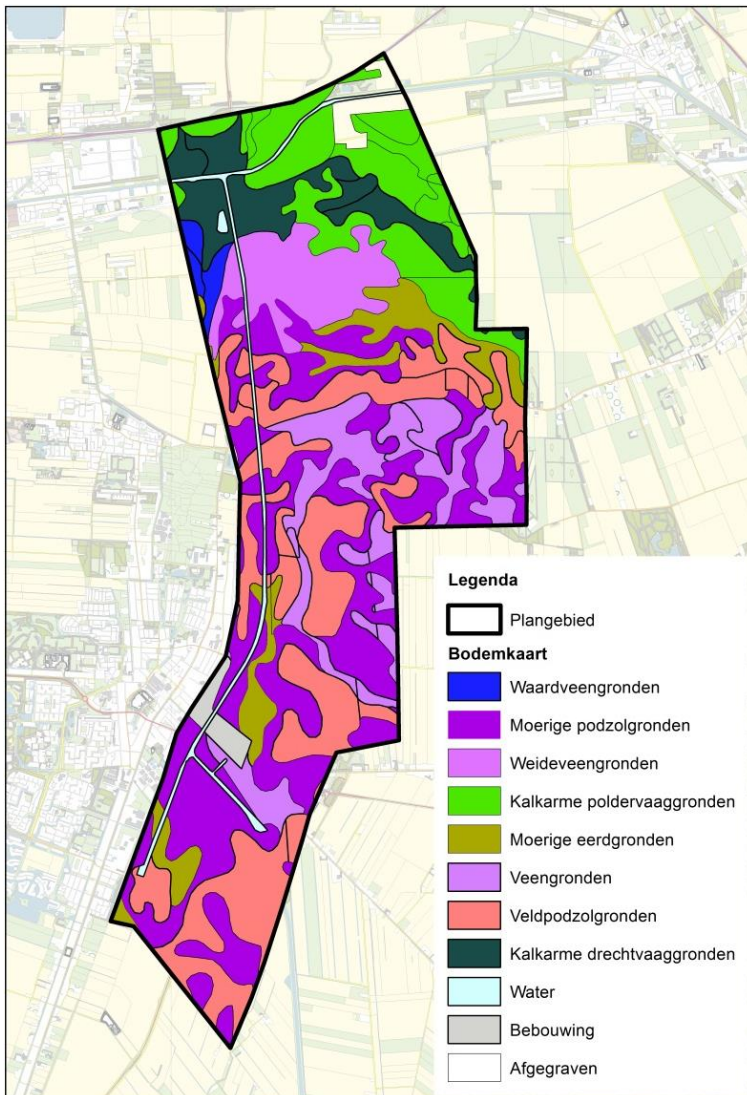 Legenda
Plangebied
Bodemkaart
Waardveengronden
Moerige podzolgronden
Weideveengronden
Kalkarme poldervaaggronden
Moerige eerdgronden
Veengronden
Veldpodzolgronden
Kalkarme drechtvaaggronden
Water
Bebouwing
Afgegraven